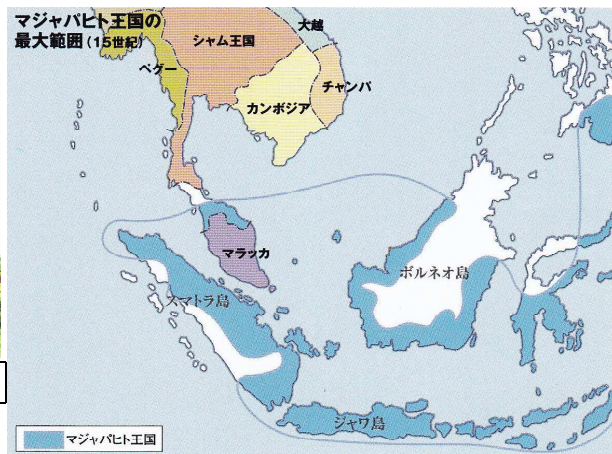 マジャパヒト王国の
最大範囲(15世紀)
大越
シャム王国
ペグー
チャンパ
カンボジア
マラッカ
ボルネオ島
スマトラ島
ジャワ島
マジャパヒト王国